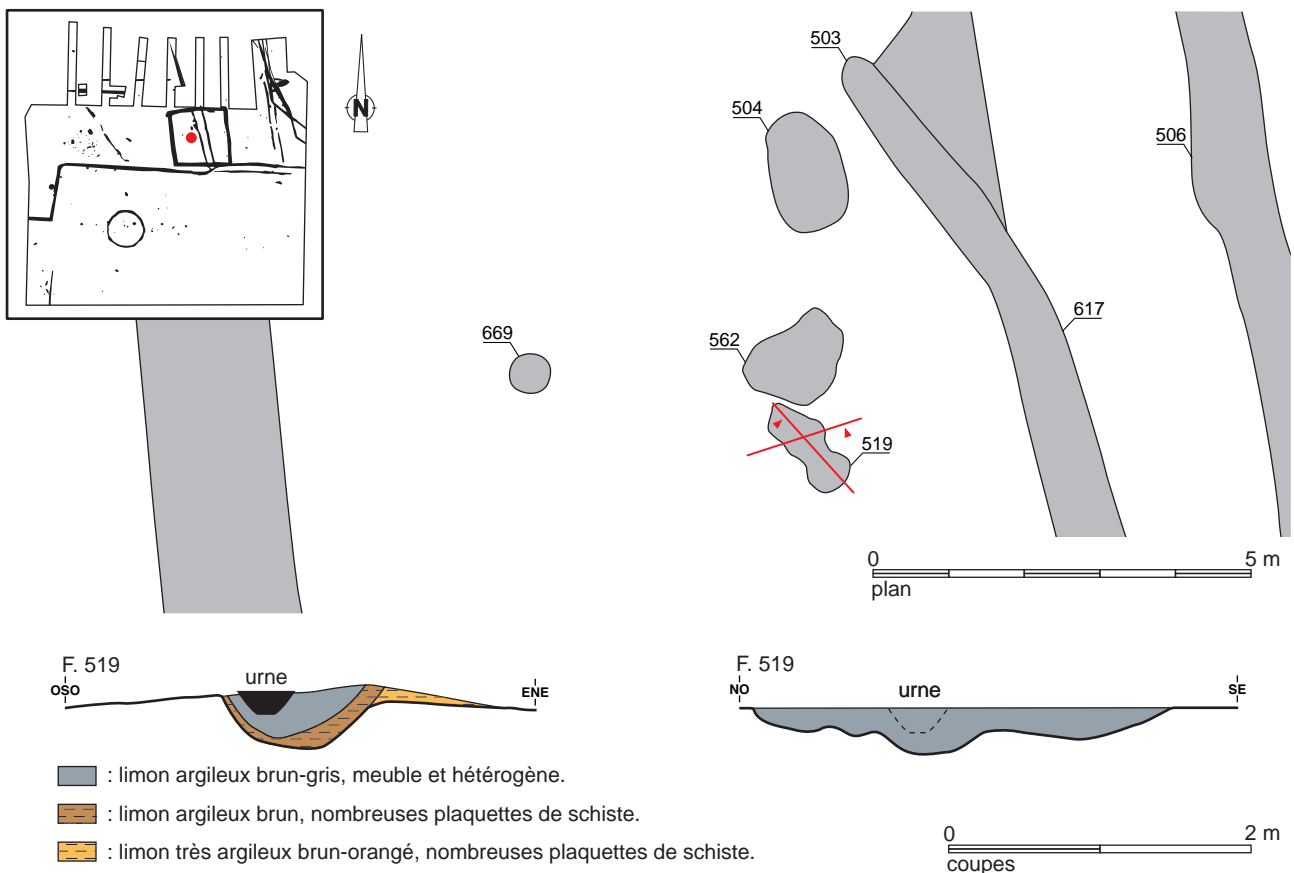 N
503
504
506
669
562
617
519
0 5 m
plan
F. 519
urne
OSO ENE
F. 519
urne
NO SE
: limon argileux brun-gris, meuble et hétérogène.
: limon argileux brun, nombreuses plaquettes de schiste.
: limon très argileux brun-orangé, nombreuses plaquettes de schiste.
0 2 m
coupes